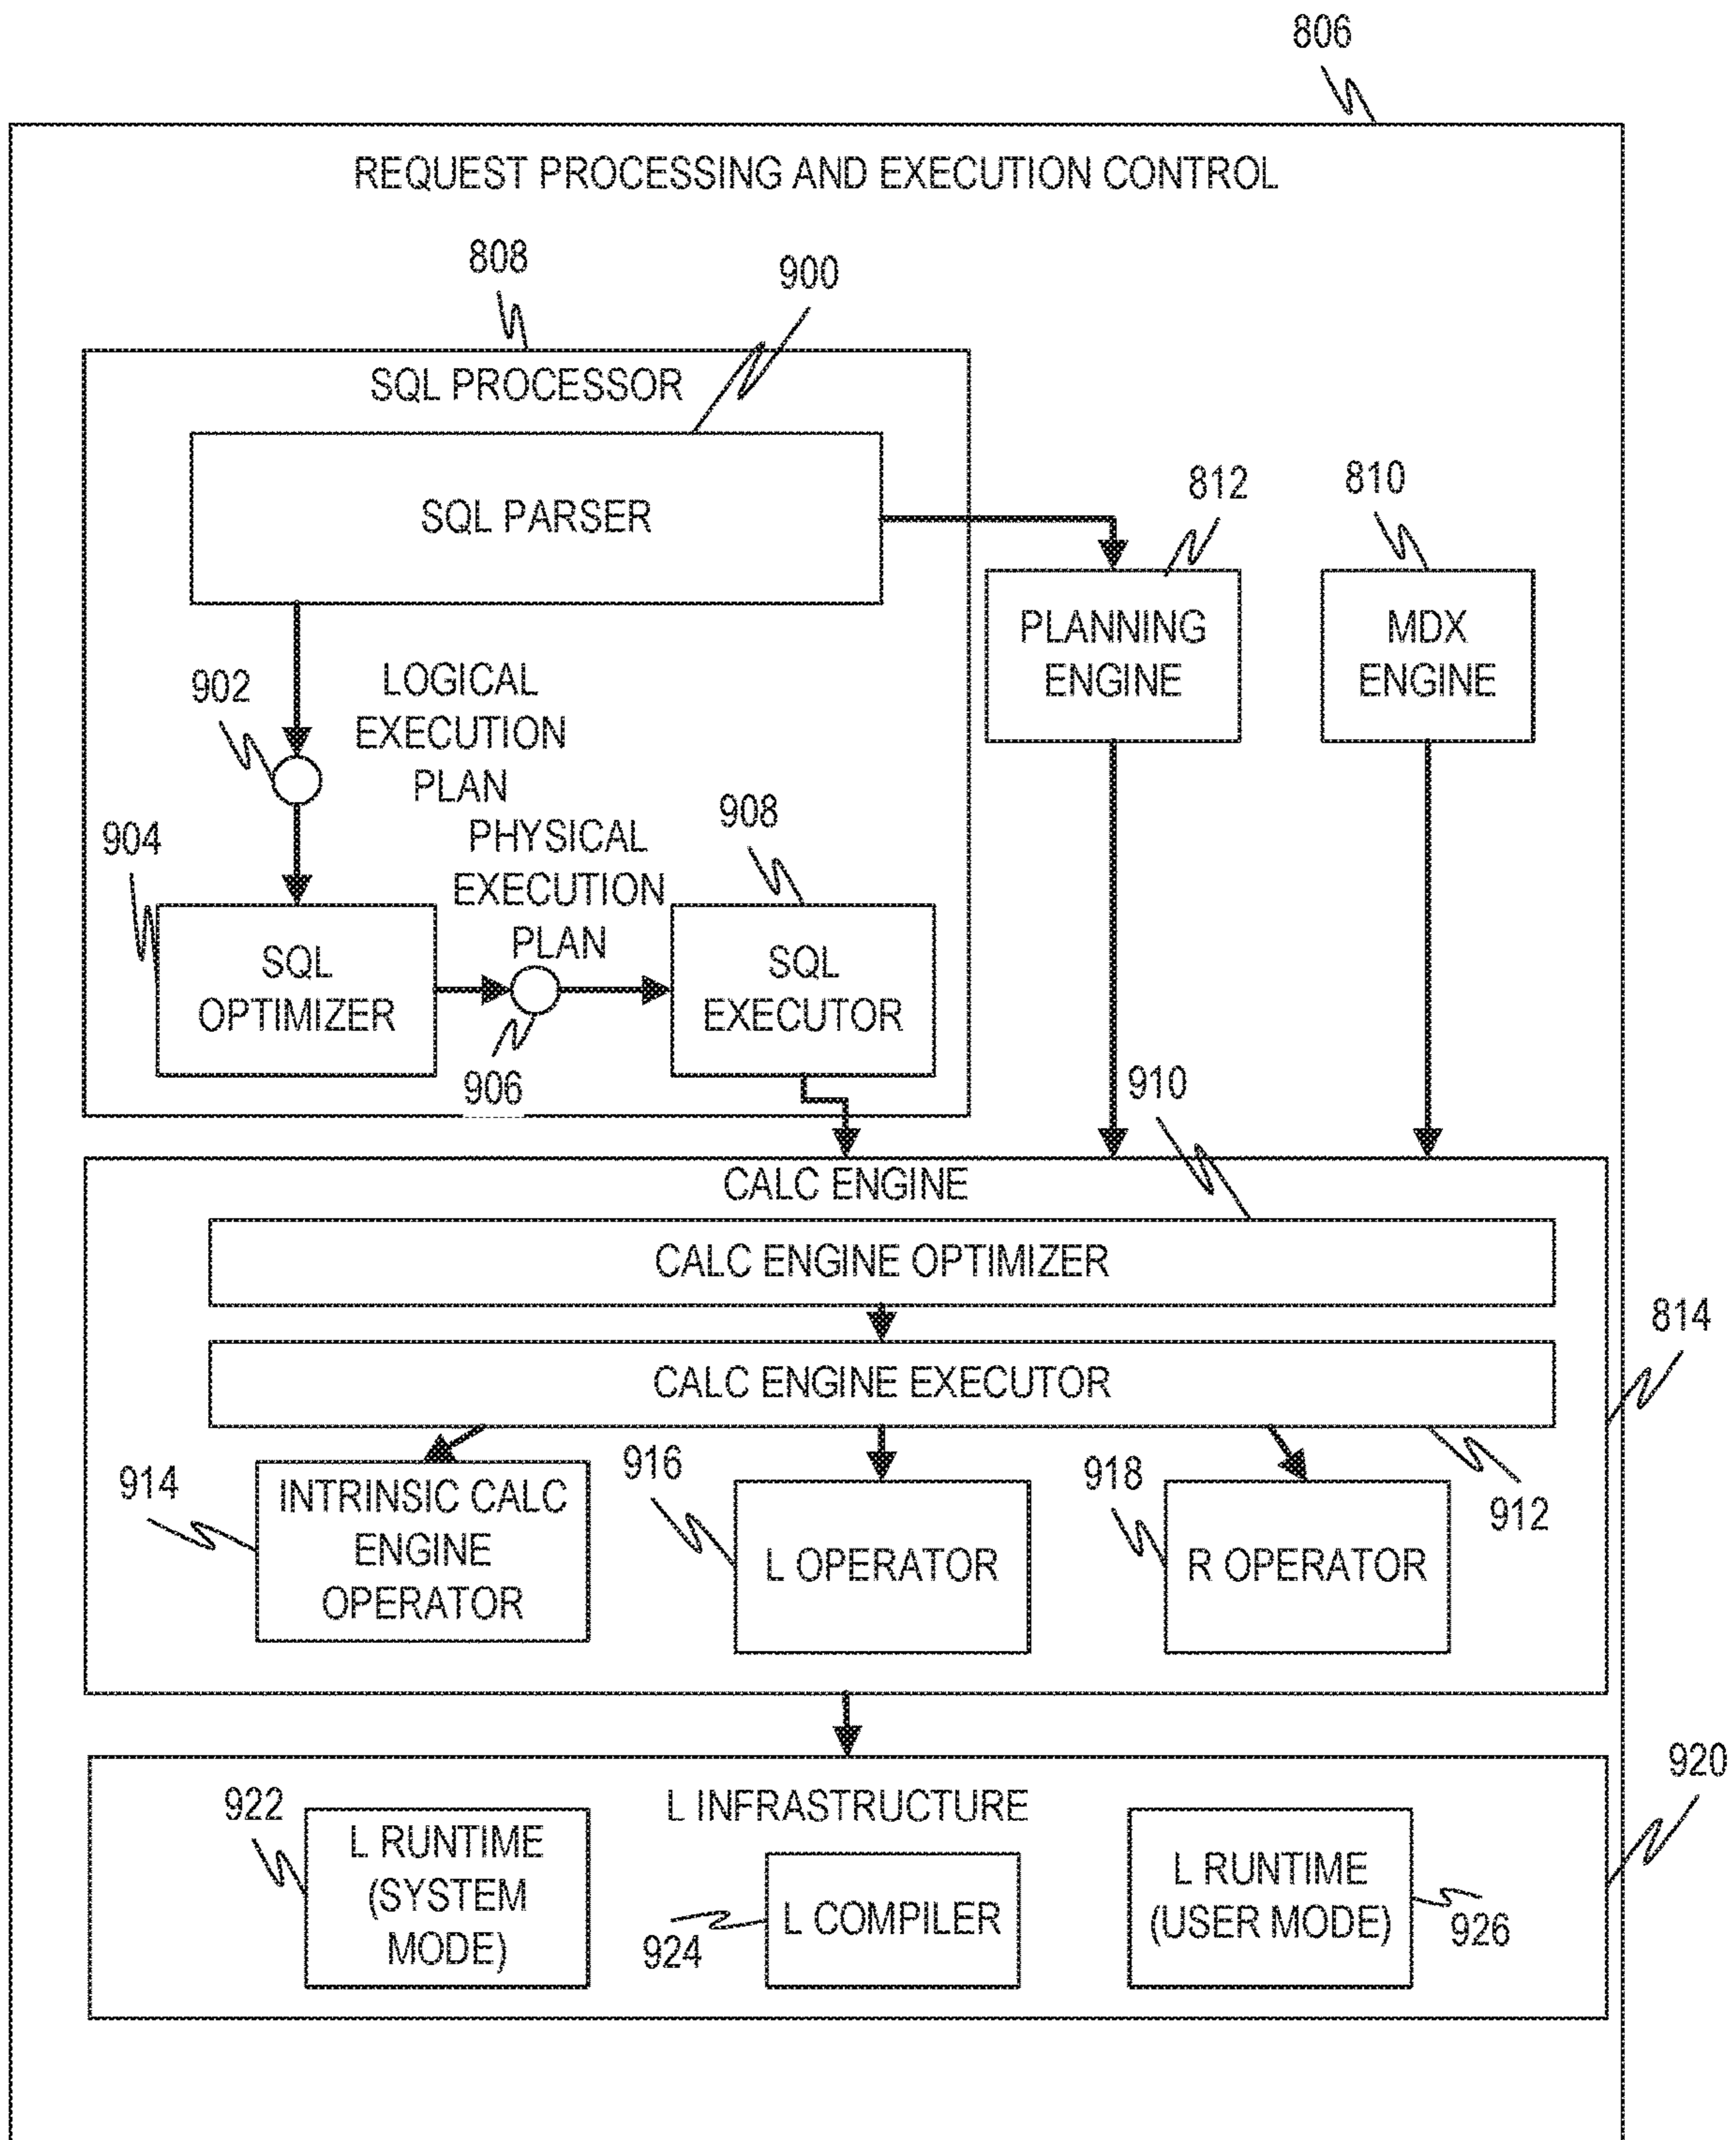 806
REQUEST PROCESSING AND EXECUTION CONTROL
808
900
SQL PROCESSOR
SQL PARSER
812
810
PLANNING
ENGINE
MDX
ENGINE
902
LOGICAL
EXECUTION
PLAN
904
PHYSICAL
EXECUTION
PLAN
908
SQL
OPTIMIZER
SQL
EXECUTOR
906
910
CALC ENGINE
CALC ENGINE OPTIMIZER
814
CALC ENGINE EXECUTOR
914
INTRINSIC CALC
ENGINE
OPERATOR
916
L OPERATOR
918
R OPERATOR
912
920
L INFRASTRUCTURE
922
L RUNTIME
(SYSTEM
MODE)
924
L COMPILER
L RUNTIME
(USER MODE)
926